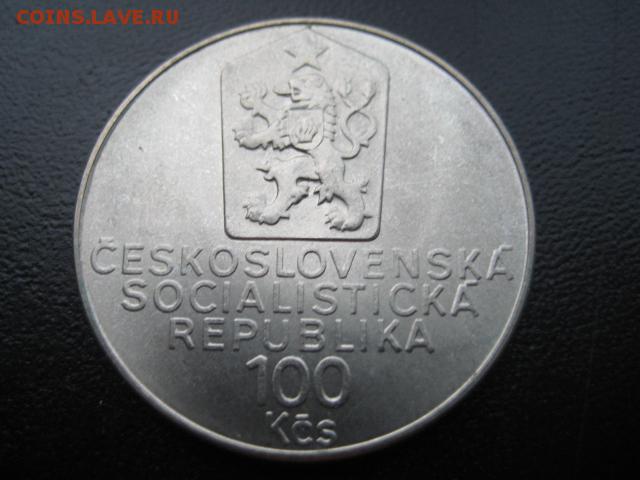 COINS.LAVE.RU
ČESKOSLOVENSKÁ
SOCIALISTICKÁ
REPUBLIKA
100
Kčs